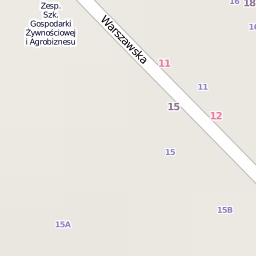 Zesp.
Szk.
Gospodarki
Żywnościowej
i Agrobiznesu
Warszawska
16
18
16
11
11
15
12
15
15B
15A